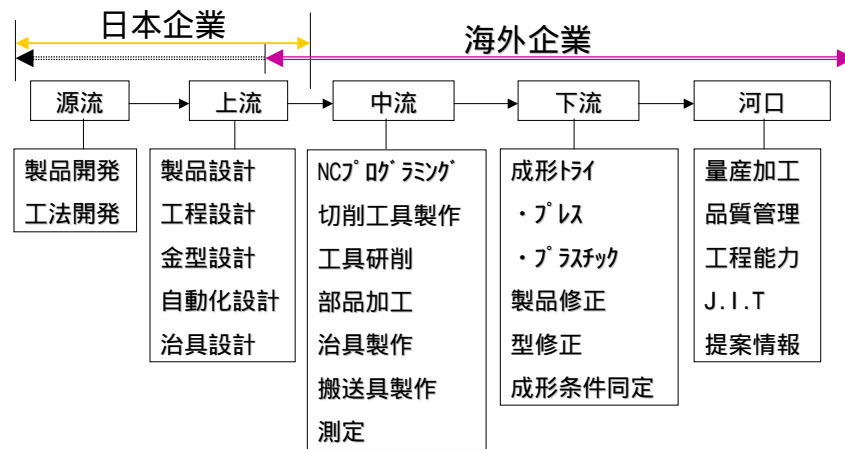 日本企業
海外企業
源流
上流
中流
下流
河口
製品開発
工法開発
製品設計
工程設計
金型設計
自動化設計
治具設計
NCﾌﾟﾛｸﾞﾗﾐﾝｸﾞ
切削工具製作
工具研削
部品加工
治具製作
搬送具製作
測定
成形ﾄﾗｲ
・ﾌﾟﾚｽ
・ﾌﾟﾗｽﾁｯｸ
製品修正
型修正
成形条件同定
量産加工
品質管理
工程能力
J.I.T
提案情報